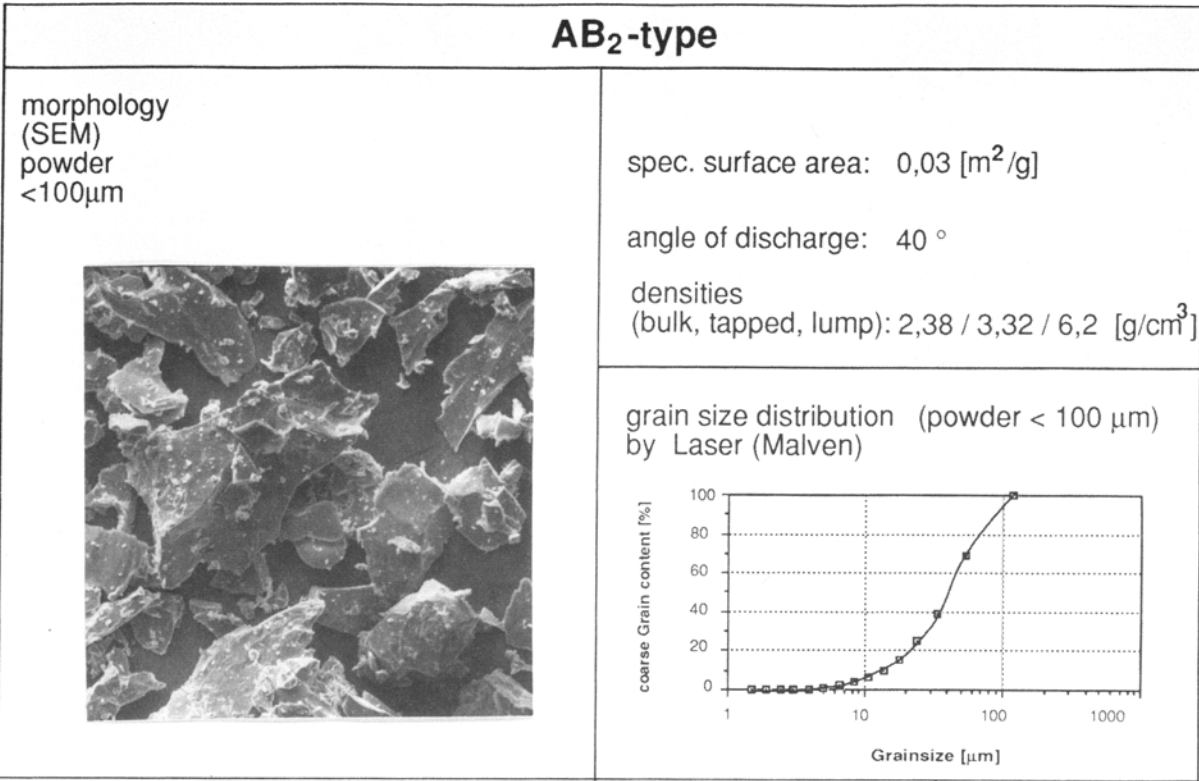 AB₂-type
morphology
(SEM)
powder
<100µm
spec. surface area: 0,03 [m²/g]
angle of discharge: 40 °
densities
(bulk, tapped, lump): 2,38 / 3,32 / 6,2 [g/cm³]
grain size distribution (powder < 100 µm)
by Laser (Malven)
coarse Grain content [%]
100
80
60
40
20
0
1 10 100 1000
Grainsize [µm]